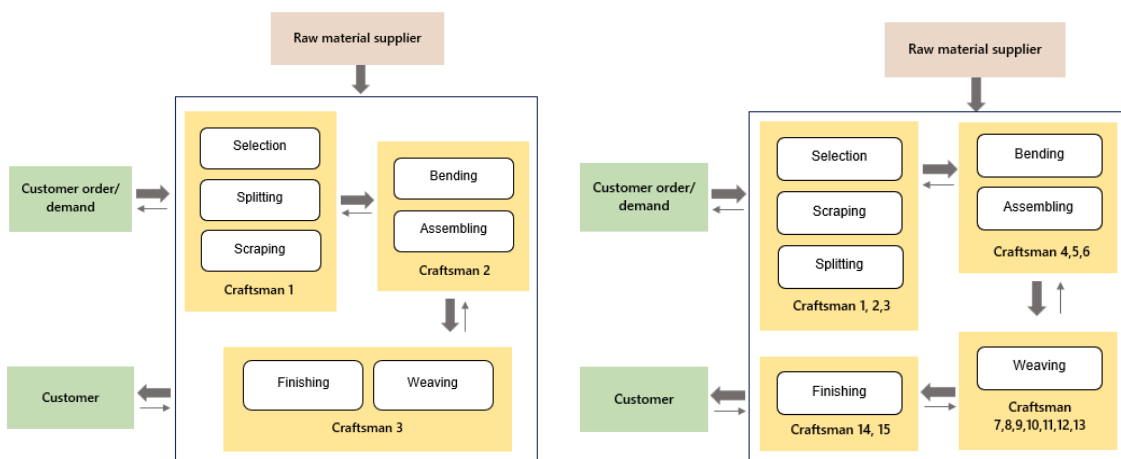 Raw material supplier
Customer order/
demand
Selection
Splitting
Scraping
Craftsman 1
Bending
Assembling
Craftsman 2
Finishing
Weaving
Craftsman 3
Customer
Raw material supplier
Customer order/
demand
Selection
Scraping
Splitting
Craftsman 1, 2,3
Bending
Assembling
Craftsman 4,5,6
Weaving
Craftsman
7,8,9,10,11,12,13
Finishing
Craftsman 14, 15
Customer